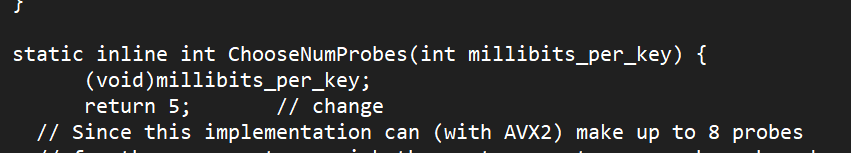 }
static inline int ChooseNumProbes(int millibits_per_key) {
(void)millibits_per_key;
return 5; // change
// Since this implementation can (with AVX2) make up to 8 probes